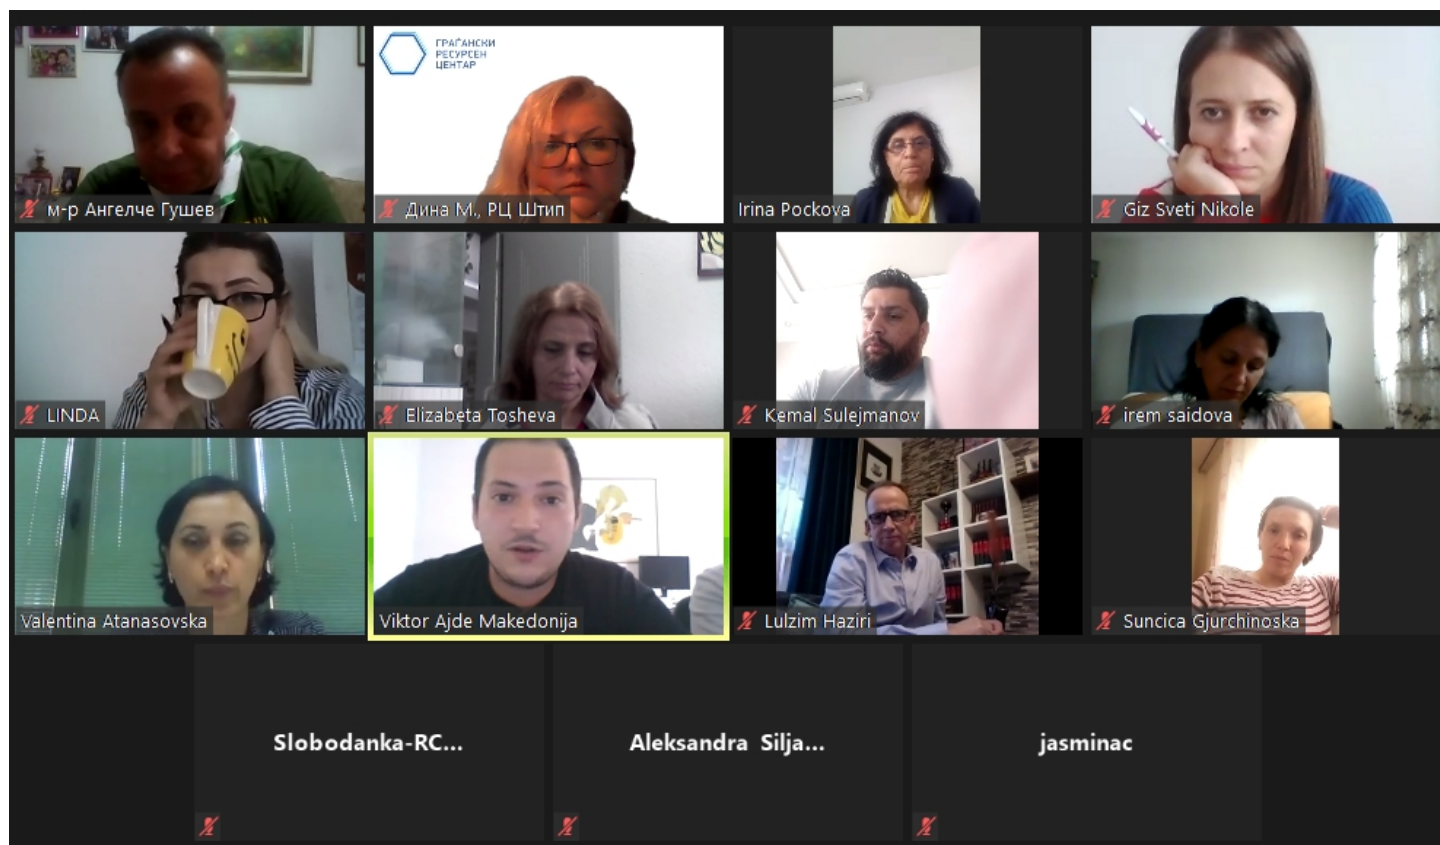 ГРАЃАНСКИ
РЕСУРСЕН
ЦЕНТАР
м-р Ангелче Гушев
Дина М., РЦ Штип
Irina Pockova
Giz Sveti Nikole
LINDA
Elizabeta Tosheva
Kemal Sulejmanov
irem saidova
Valentina Atanasovska
Viktor Ajde Makedonija
Lulzim Haziri
Suncica Gjurchinoska
Slobodanka-RC...
Aleksandra Silja...
jasminac